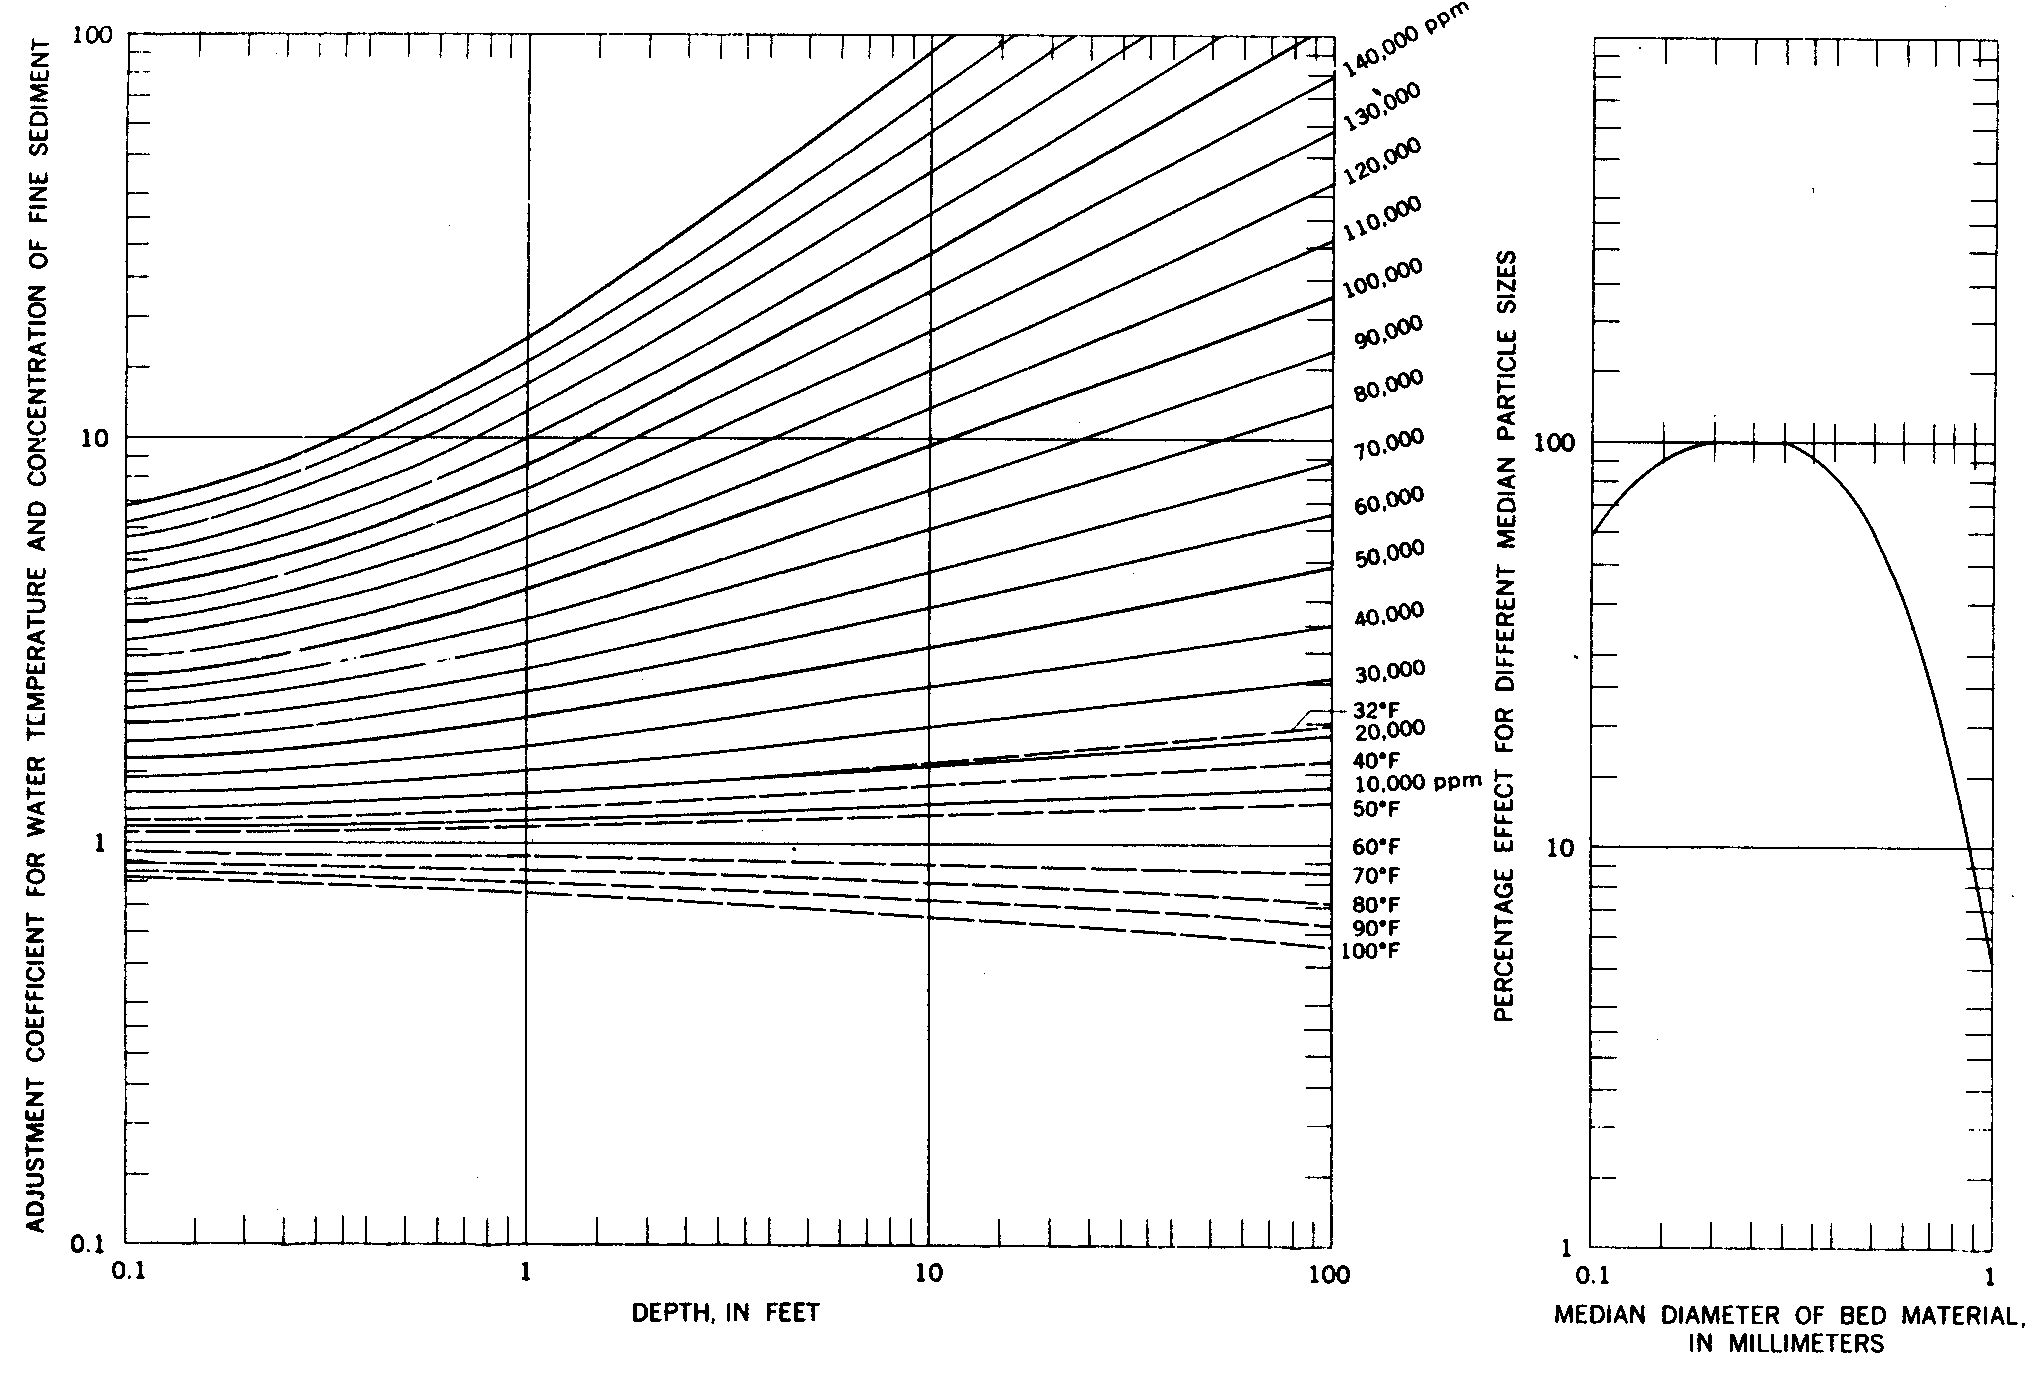 ADJUSTMENT COEFFICIENT FOR WATER TEMPERATURE AND CONCENTRATION OF FINE SEDIMENT
100
10
1
0.1
0.1
1
10
100
DEPTH, IN FEET
140,000 ppm
130,000
120,000
110,000
100,000
90,000
80,000
70,000
60,000
50,000
40,000
30,000
32°F
20,000
40°F
10,000 ppm
50°F
60°F
70°F
80°F
90°F
100°F
PERCENTAGE EFFECT FOR DIFFERENT MEDIAN PARTICLE SIZES
100
10
1
0.1
1
MEDIAN DIAMETER OF BED MATERIAL,
IN MILLIMETERS